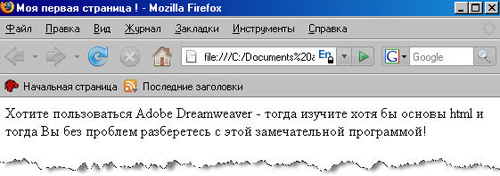 Моя первая страница ! - Mozilla Firefox
Файл Правка Вид Журнал Закладки Инструменты Справка
file:///C:/Documents%20a En Google
Начальная страница Последние заголовки
Хотите пользоваться Adobe Dreamweaver - тогда изучите хотя бы основы html и
тогда Вы без проблем разберетесь с этой замечательной программой!